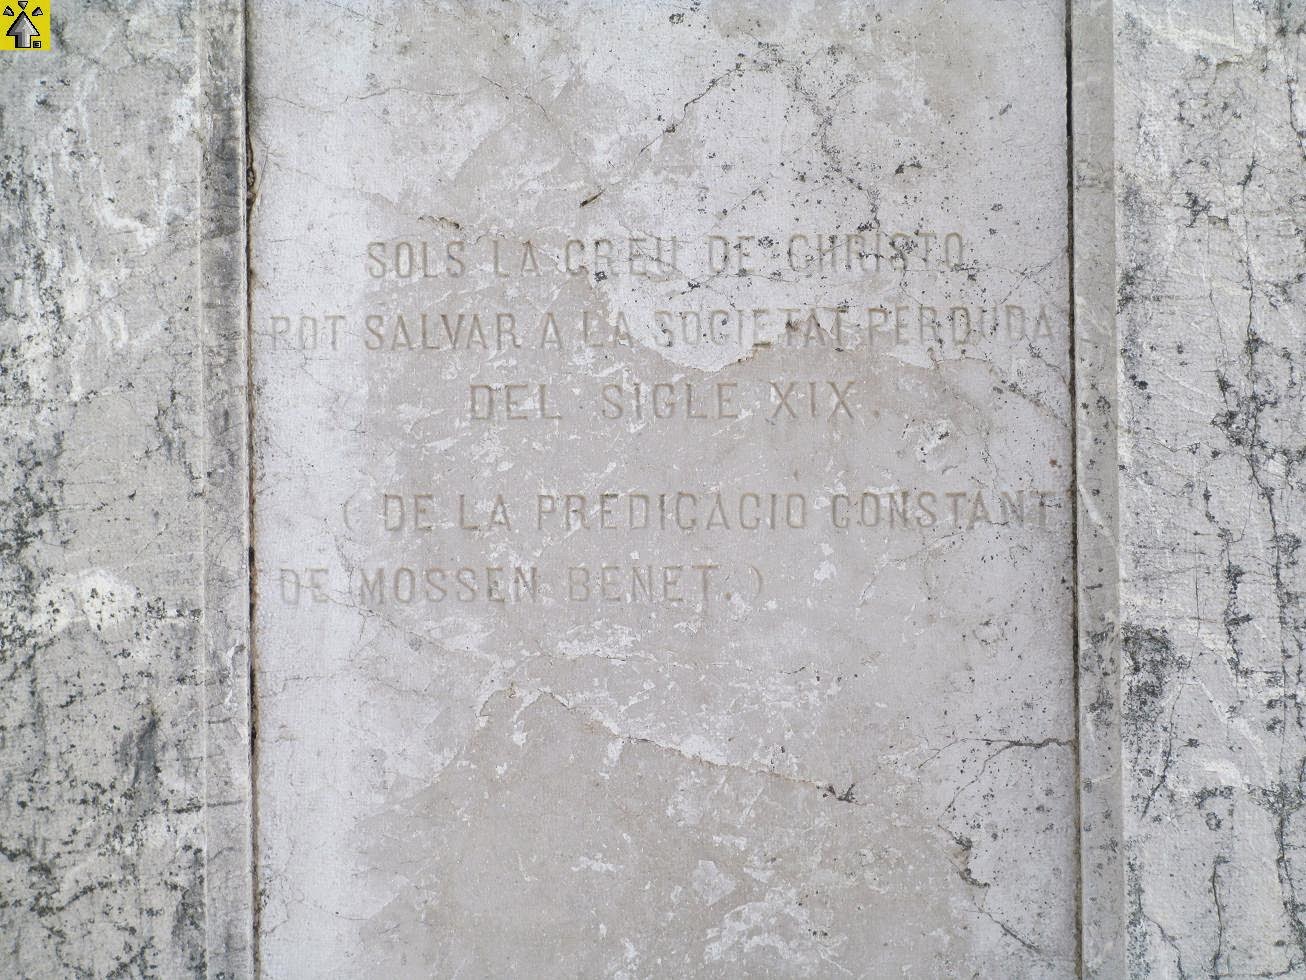 SOLS LA CREU DE CHRISTO
POT SALVAR A LA SOCIETAT PERDUDA
DEL SIGLE XIX.
( DE LA PREDICACIÓ CONSTANT
DE MOSSEN BENET.)